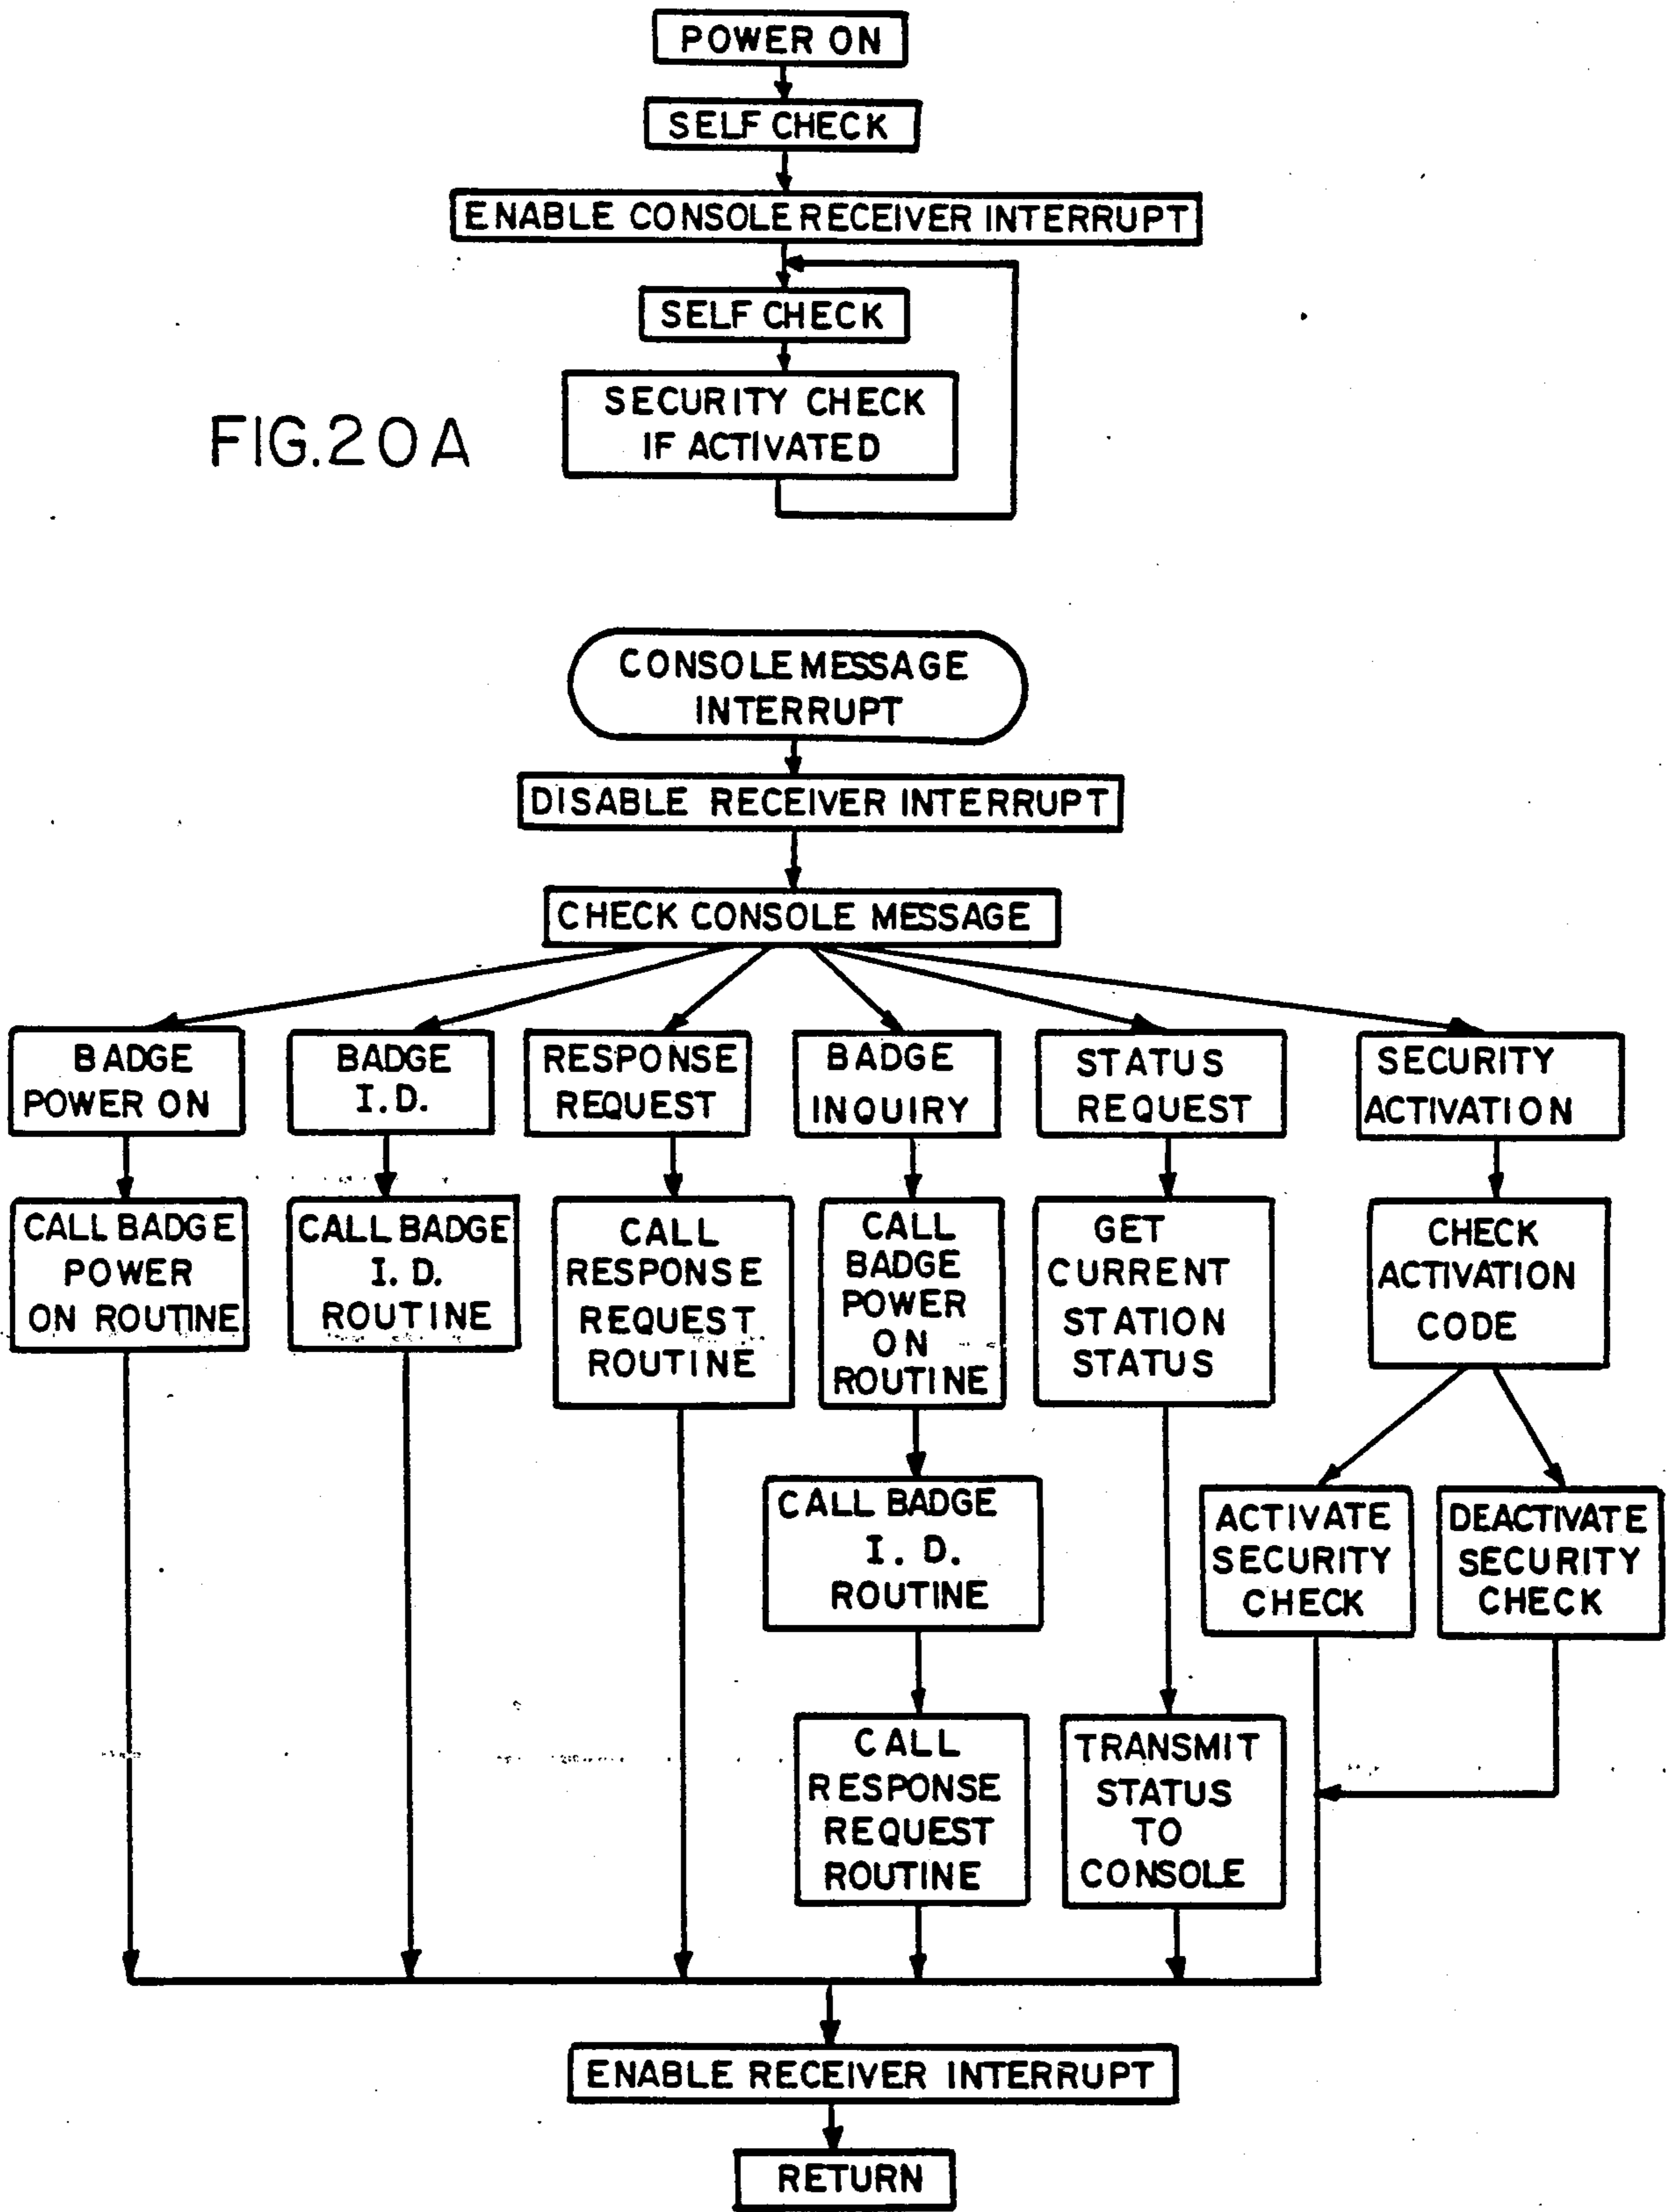 POWER ON
SELF CHECK
ENABLE CONSOLE RECEIVER INTERRUPT
SELF CHECK
SECURITY CHECK
IF ACTIVATED
FIG.20A
CONSOLE MESSAGE
INTERRUPT
DISABLE RECEIVER INTERRUPT
CHECK CONSOLE MESSAGE
BADGE
POWER ON
BADGE
I.D.
RESPONSE
REQUEST
BADGE
INQUIRY
STATUS
REQUEST
SECURITY
ACTIVATION
CALL BADGE
POWER
ON ROUTINE
CALL BADGE
I. D.
ROUTINE
CALL
RESPONSE
REQUEST
ROUTINE
CALL
BADGE
POWER
ON
ROUTINE
GET
CURRENT
STATION
STATUS
CHECK
ACTIVATION
CODE
CALL BADGE
I. D.
ROUTINE
ACTIVATE
SECURITY
CHECK
DEACTIVATE
SECURITY
CHECK
CALL
RESPONSE
REQUEST
ROUTINE
TRANSMIT
STATUS
TO
CONSOLE
ENABLE RECEIVER INTERRUPT
RETURN